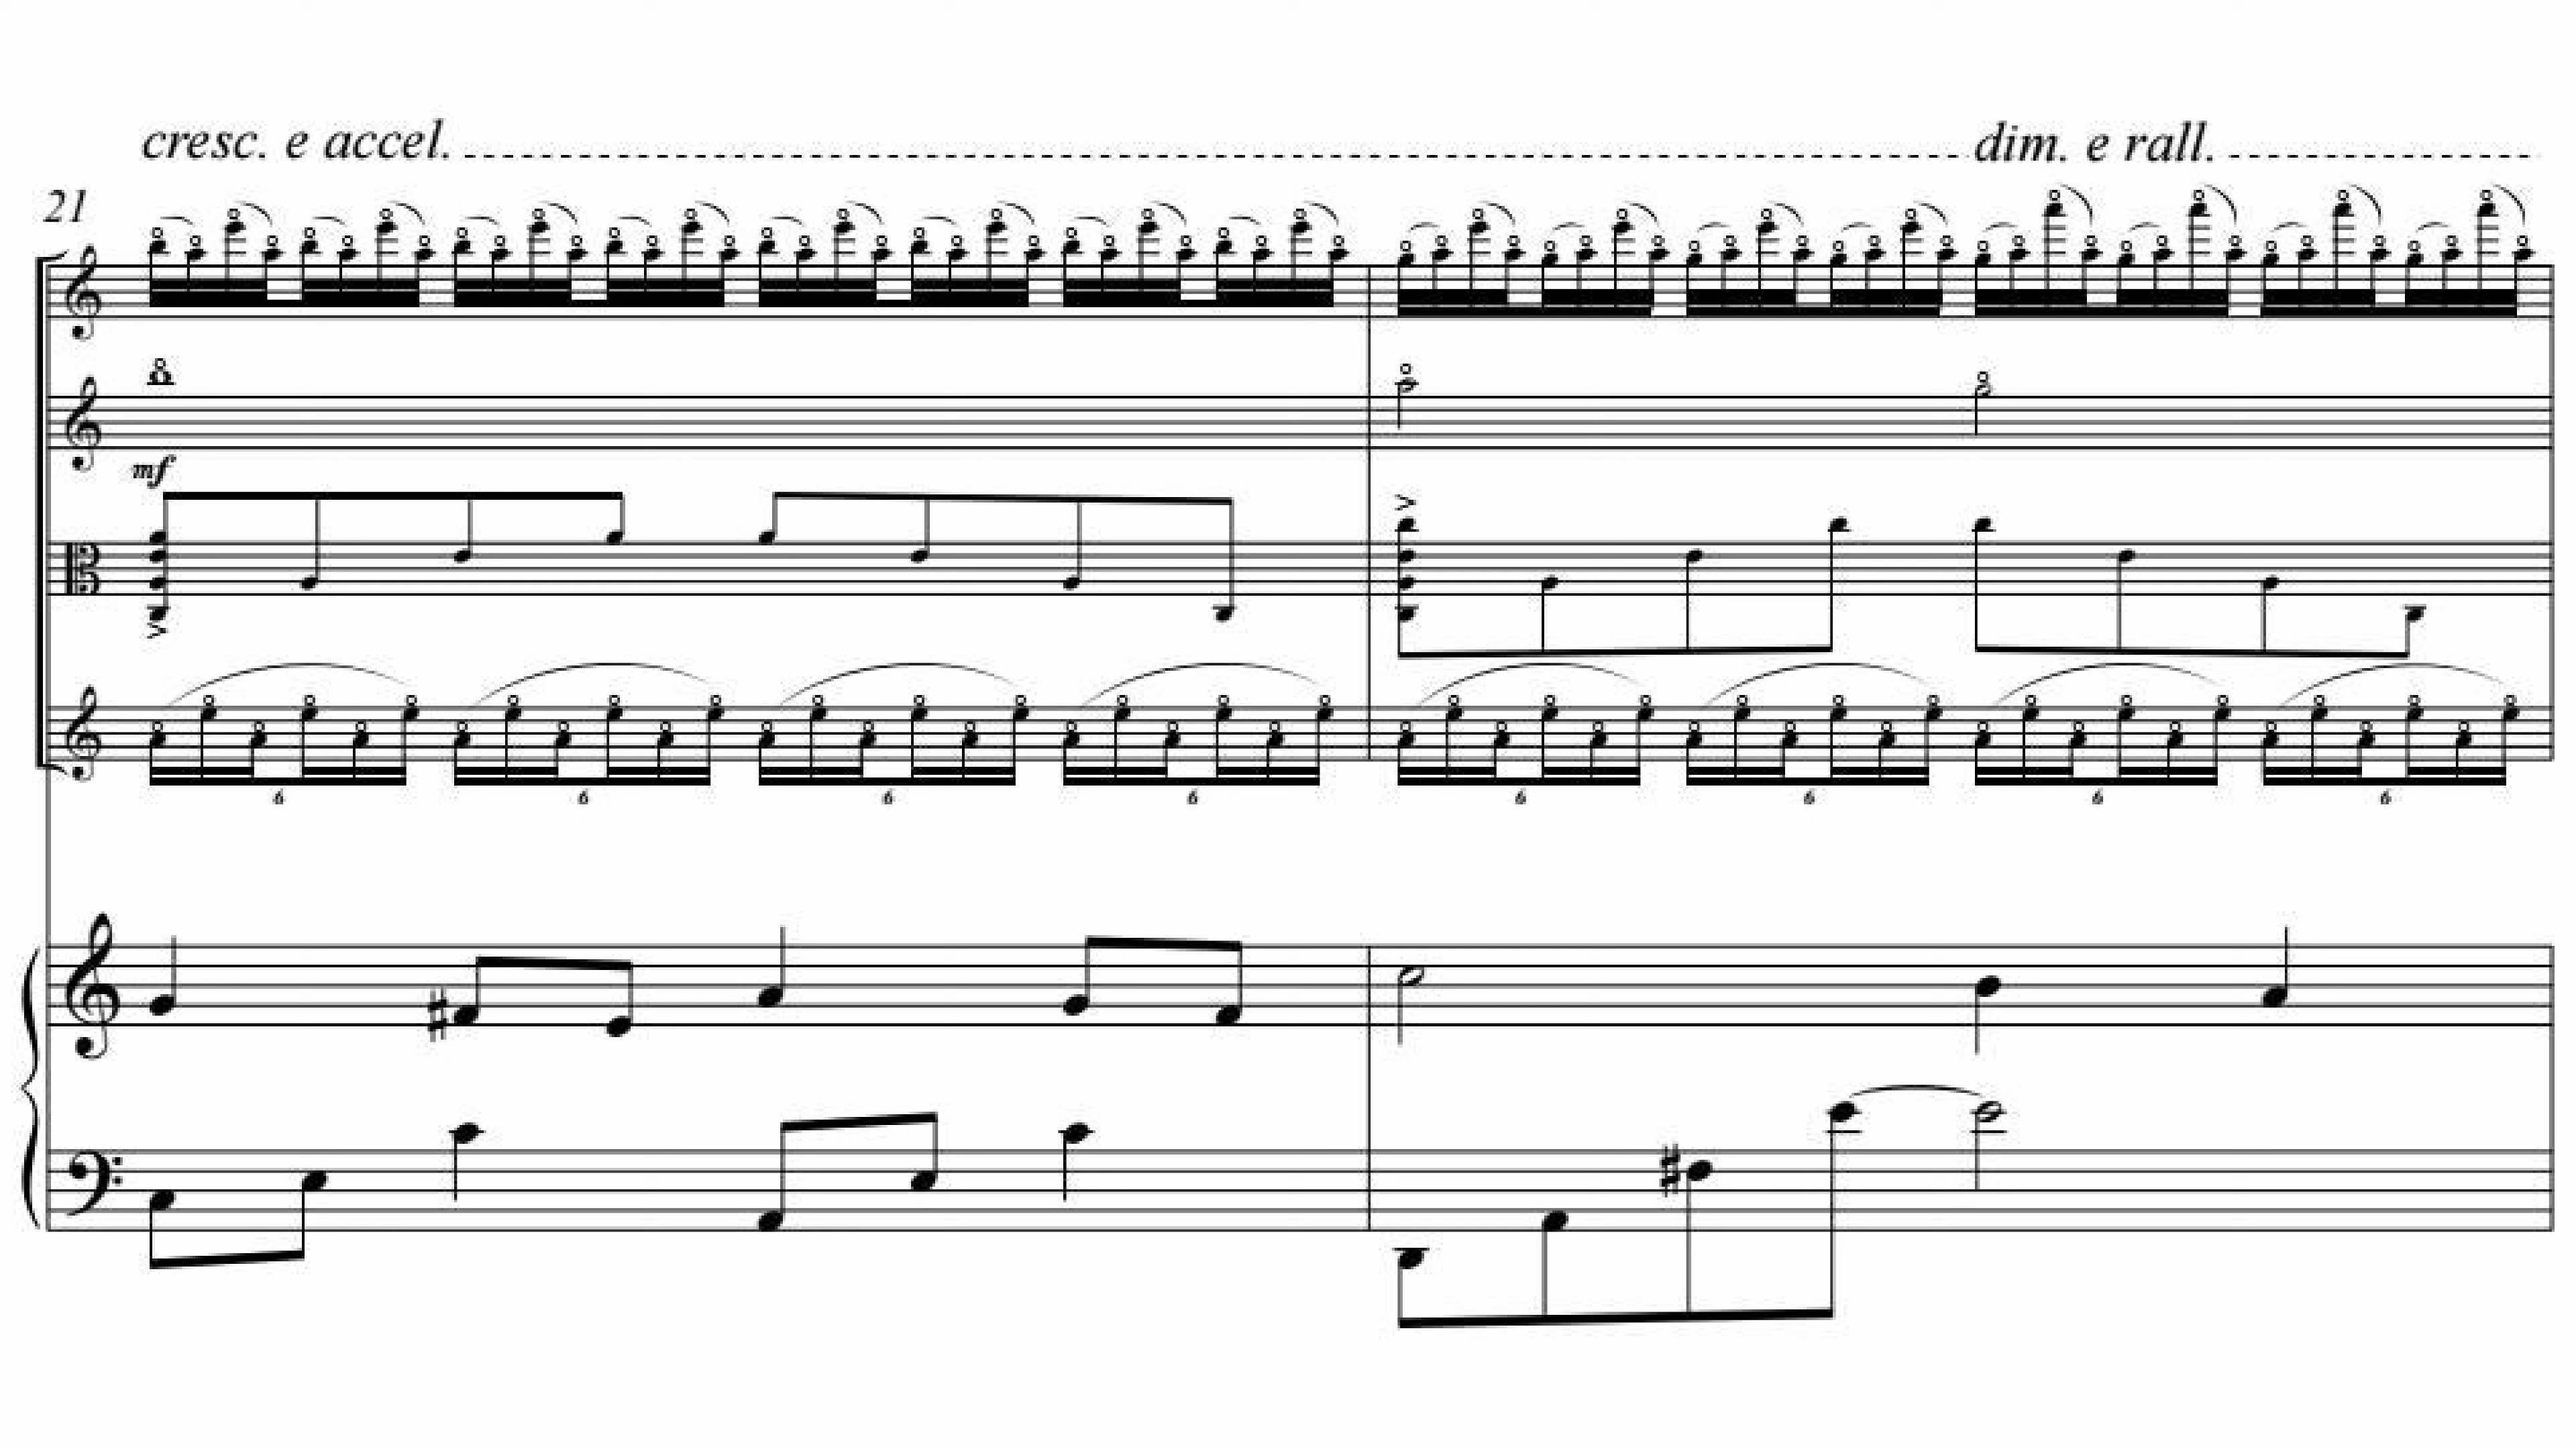 cresc. e accel. dim. e rall.
21
mf
6 6 6 6 6 6 6 6